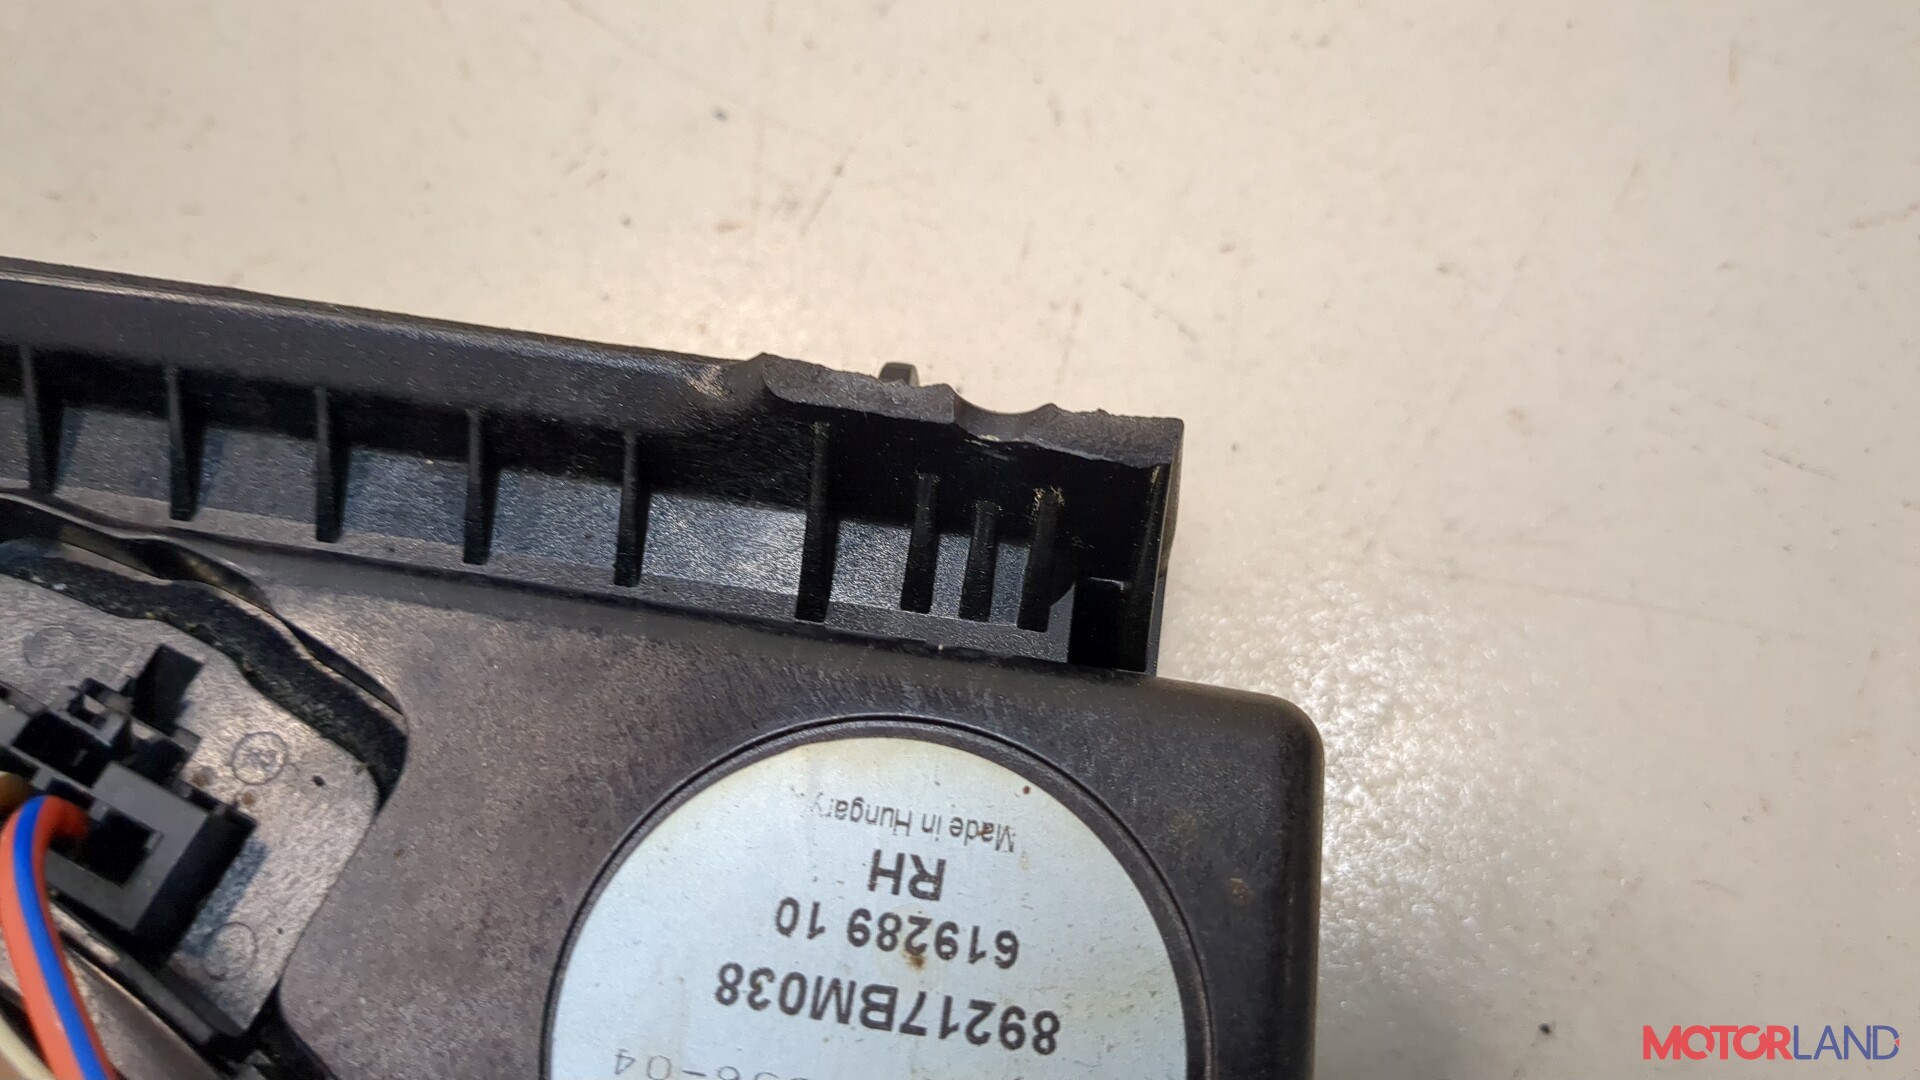 89217BM038
619289 10
RH
Made in Hungary
MOTORLAND